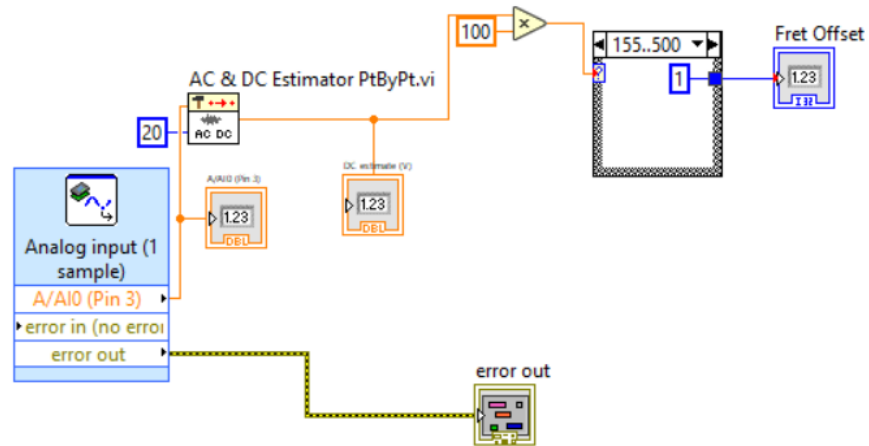 100
155..500
Fret Offset
1
1.23
I32
AC & DC Estimator PtByPt.vi
20
AC DC
A/AI0 (Pin 3)
DC estimate (V)
1.23
DBL
1.23
DBL
Analog input (1
sample)
A/AI0 (Pin 3)
error in (no error
error out
error out